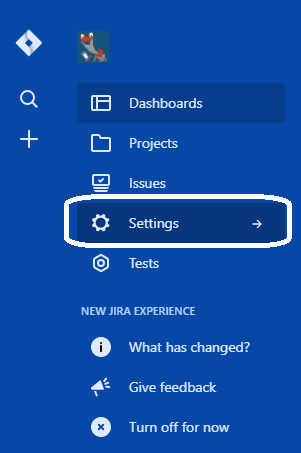 Dashboards
Projects
Issues
Settings
Tests
NEW JIRA EXPERIENCE
What has changed?
Give feedback
Turn off for now